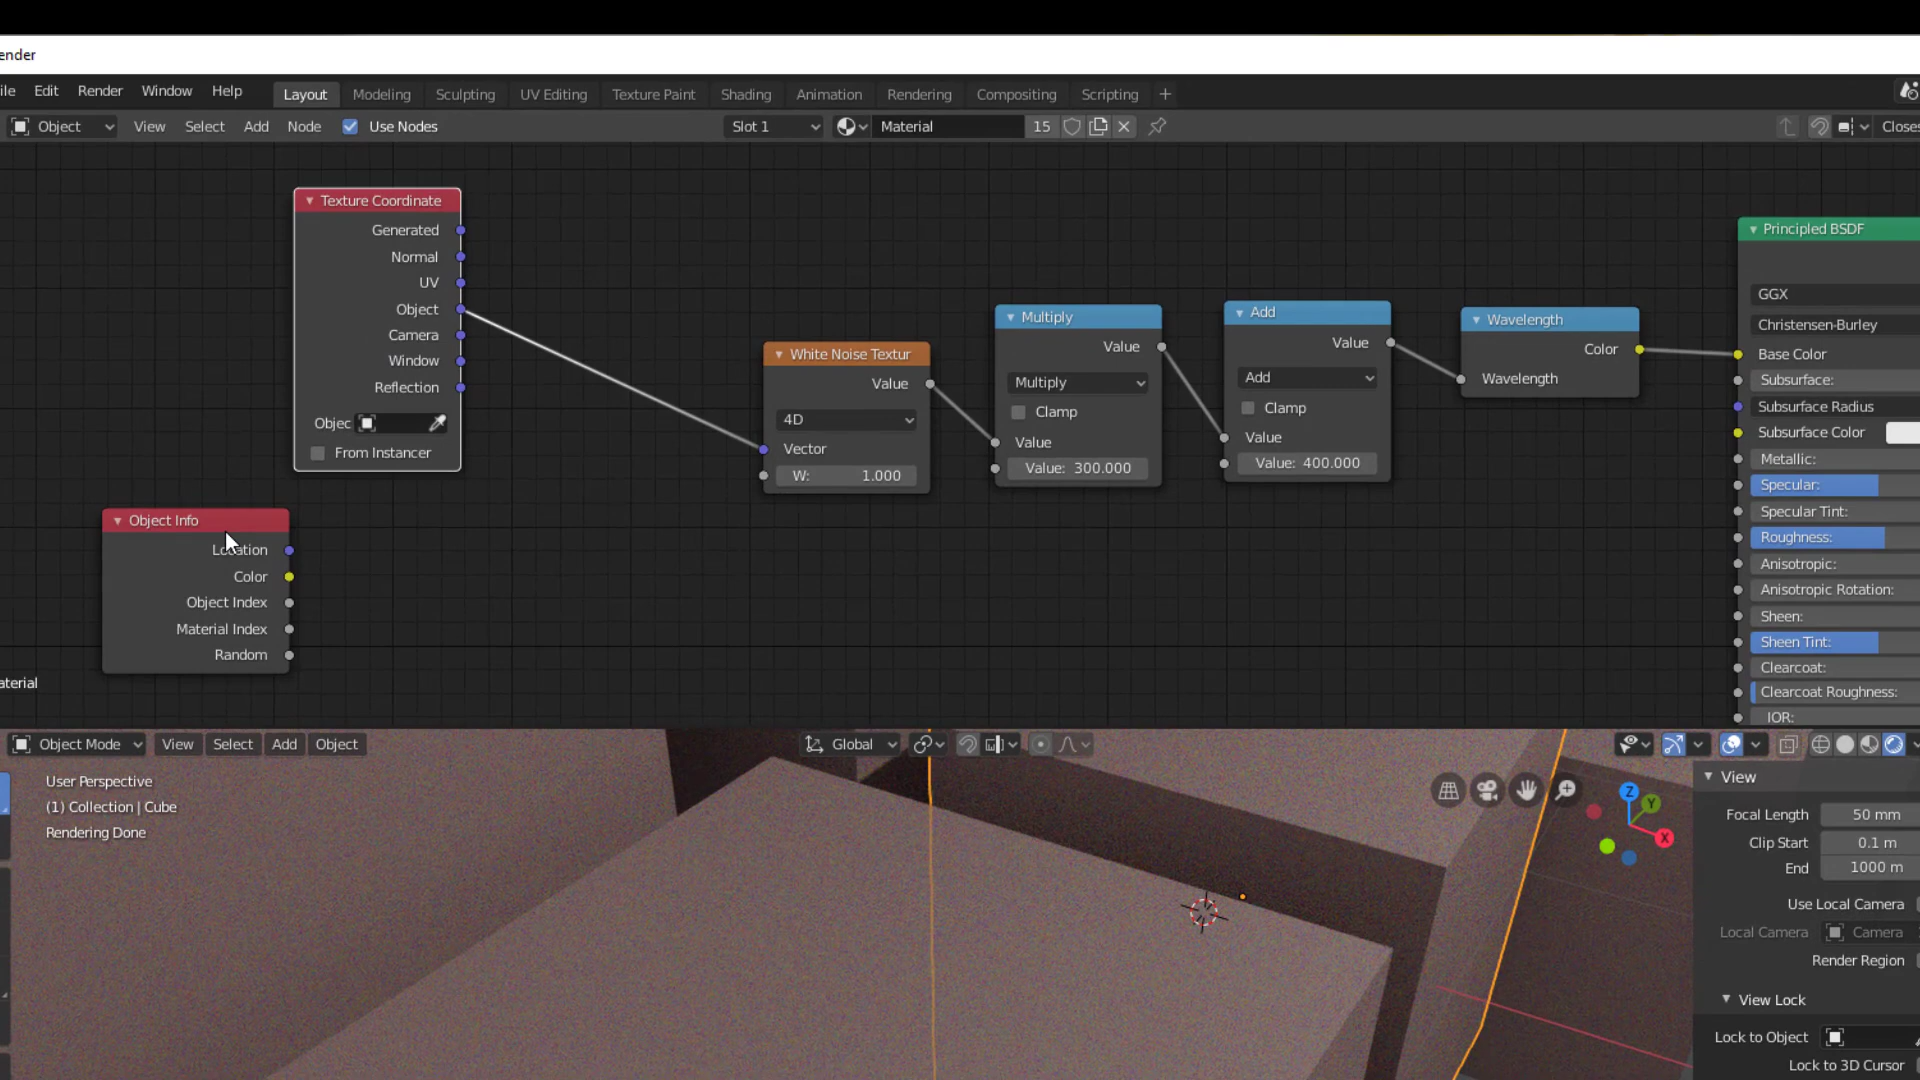 ender
ile Edit Render Window Help Layout Modeling Sculpting UV Editing Texture Paint Shading Animation Rendering Compositing Scripting +
Object View Select Add Node Use Nodes Slot 1 Material 15 Closes
Texture Coordinate
Generated
Normal
UV
Object
Camera
Window
Reflection
Objec
From Instancer
Object Info
Location
Color
Object Index
Material Index
Random
aterial
White Noise Textur
Value
4D
Vector
W: 1.000
Multiply
Value
Multiply
Clamp
Value
Value: 300.000
Add
Value
Add
Clamp
Value
Value: 400.000
Wavelength
Color
Wavelength
Principled BSDF
GGX
Christensen-Burley
Base Color
Subsurface:
Subsurface Radius
Subsurface Color
Metallic:
Specular:
Specular Tint:
Roughness:
Anisotropic:
Anisotropic Rotation:
Sheen:
Sheen Tint:
Clearcoat:
Clearcoat Roughness:
IOR:
Object Mode View Select Add Object Global
User Perspective
(1) Collection | Cube
Rendering Done
Z
Y
X
View
Focal Length 50 mm
Clip Start 0.1 m
End 1000 m
Use Local Camera
Local Camera Camera
Render Region
View Lock
Lock to Object
Lock to 3D Cursor